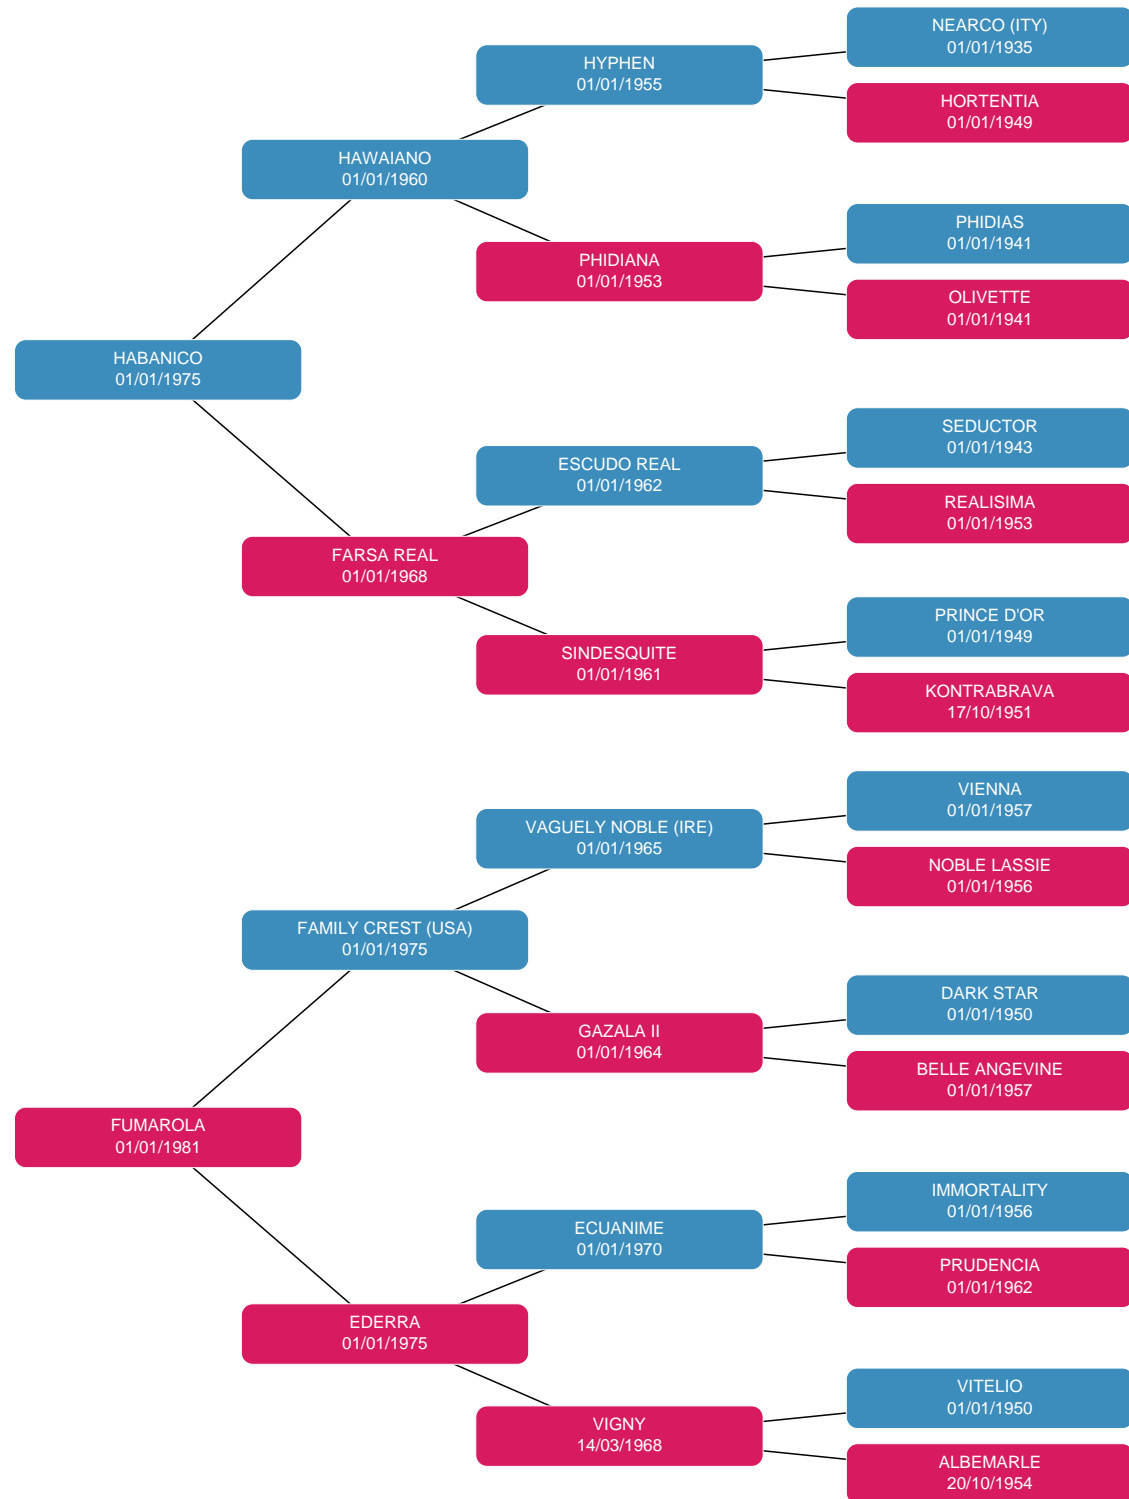 NEARCO (ITY)
01/01/1935
HYPHEN
01/01/1955
HORTENTIA
01/01/1949
HAWAIANO
01/01/1960
PHIDIAS
01/01/1941
PHIDIANA
01/01/1953
OLIVETTE
01/01/1941
HABANICO
01/01/1975
SEDUCTOR
01/01/1943
ESCUDO REAL
01/01/1962
REALISIMA
01/01/1953
FARSA REAL
01/01/1968
PRINCE D'OR
01/01/1949
SINDESQUITE
01/01/1961
KONTRABRAVA
17/10/1951
VIENNA
01/01/1957
VAGUELY NOBLE (IRE)
01/01/1965
NOBLE LASSIE
01/01/1956
FAMILY CREST (USA)
01/01/1975
DARK STAR
01/01/1950
GAZALA II
01/01/1964
BELLE ANGEVINE
01/01/1957
FUMAROLA
01/01/1981
IMMORTALITY
01/01/1956
ECUANIME
01/01/1970
PRUDENCIA
01/01/1962
EDERRA
01/01/1975
VITELIO
01/01/1950
VIGNY
14/03/1968
ALBEMARLE
20/10/1954